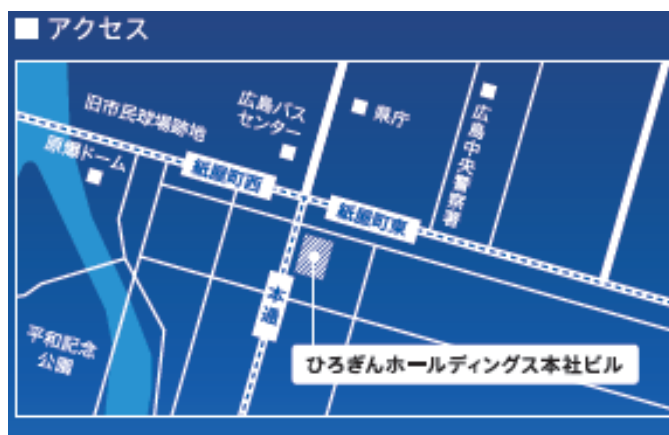 ■ アクセス
旧市民球場跡地
広島バス
センター
県庁
広島中央警察署
原爆ドーム
紙屋町西
紙屋町東
本通
平和記念
公園
ひろぎんホールディングス本社ビル